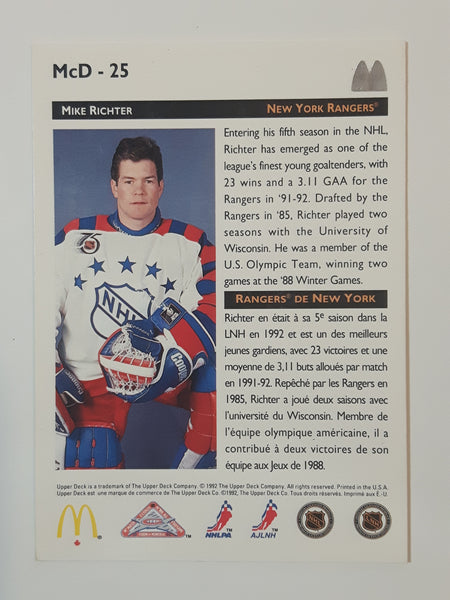 McD - 25
MIKE RICHTER
NEW YORK RANGERS®
Entering his fifth season in the NHL,
Richter has emerged as one of the
league's finest young goaltenders, with
23 wins and a 3.11 GAA for the
Rangers in '91-92. Drafted by the
Rangers in '85, Richter played two
seasons with the University of
Wisconsin. He was a member of the
U.S. Olympic Team, winning two
games at the '88 Winter Games.
RANGERS® DE NEW YORK
Richter en était à sa 5e saison dans la
LNH en 1992 et est un des meilleurs
jeunes gardiens, avec 23 victoires et une
moyenne de 3,11 buts alloués par match
en 1991-92. Repêché par les Rangers en
1985, Richter a joué deux saisons avec
l'université du Wisconsin. Membre de
l'équipe olympique américaine, il a
contribué à deux victoires de son
équipe aux Jeux de 1988.
75
NHL
Upper Deck is a trademark of The Upper Deck Company. © 1992 The Upper Deck Company. All rights reserved. Printed in the U.S.A.
Upper Deck est une marque de commerce de The Upper Deck Co. ©1992, The Upper Deck Co. Tous droits réservés. Imprimé aux É.-U.
NHLPA
AJLNH